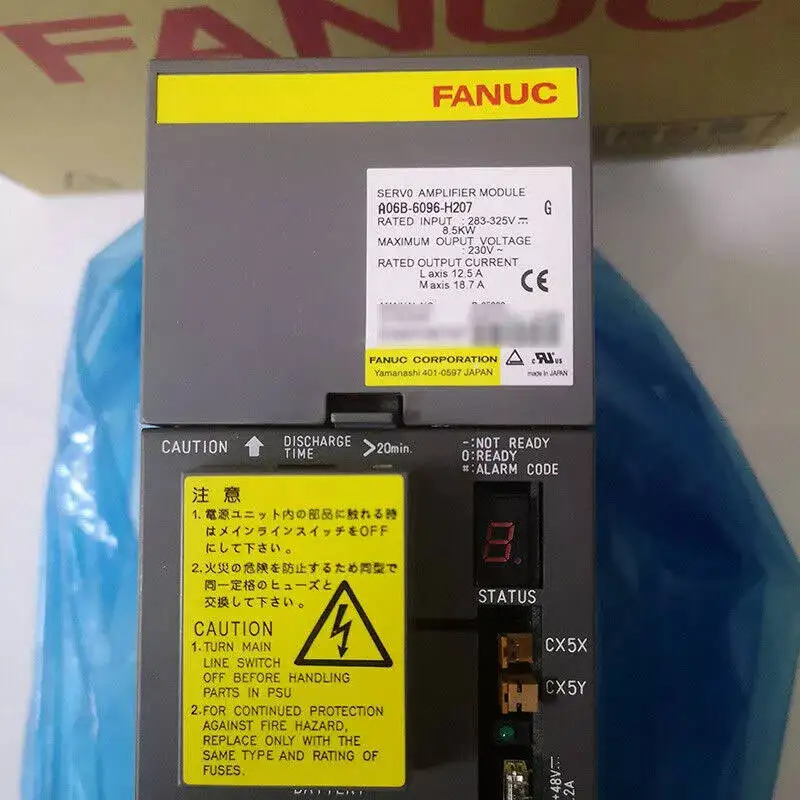 FANUC
FANUC
SERVO AMPLIFIER MODULE
A06B-6096-H207 G
RATED INPUT : 283-325V ⎓
8.5KW
MAXIMUM OUPUT VOLTAGE
: 230V ~
RATED OUTPUT CURRENT
L axis 12.5 A
M axis 18.7 A
CE
FANUC CORPORATION
Yamanashi 401-0597 JAPAN
c RU us
made in JAPAN
CAUTION
DISCHARGE
TIME
>20min.
-:NOT READY
0:READY
#:ALARM CODE
注 意
1. 電源ユニット内の部品に触れる時
はメインラインスイッチをOFF
にして下さい。
2. 火災の危険を防止するため同型で
同一定格のヒューズと
交換して下さい。
CAUTION
1. TURN MAIN
LINE SWITCH
OFF BEFORE HANDLING
PARTS IN PSU
2. FOR CONTINUED PROTECTION
AGAINST FIRE HAZARD,
REPLACE ONLY WITH THE
SAME TYPE AND RATING OF
FUSES.
8.
STATUS
CX5X
CX5Y
+48V⎓
2A
BATTERY